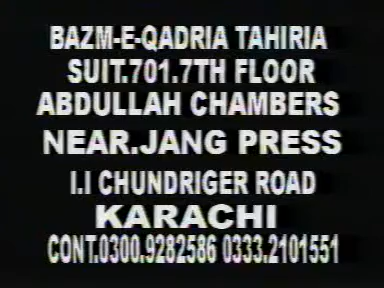 BAZM-E-QADRIA TAHIRIA
SUIT.701.7TH FLOOR
ABDULLAH CHAMBERS
NEAR.JANG PRESS
I.I CHUNDRIGER ROAD
KARACHI
CONT.0300.9282586 0333.2101551